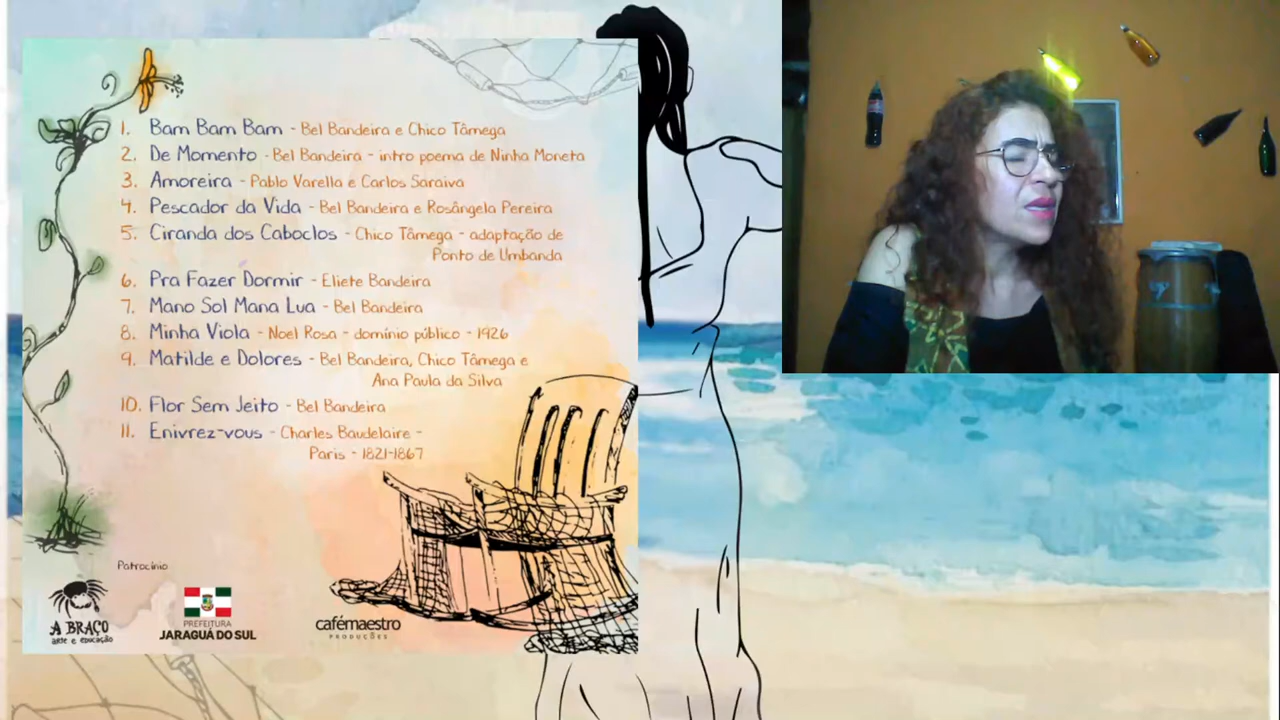 1. Bam Bam Bam - Bel Bandeira e Chico Tâmega
2. De Momento - Bel Bandeira - intro poema de Ninha Moneta
3. Amoreira - Pablo Varella e Carlos Saraiva
4. Pescador da Vida - Bel Bandeira e Rosângela Pereira
5. Ciranda dos Caboclos - Chico Tâmega - adaptação de
Ponto de Umbanda
6. Pra Fazer Dormir - Eliete Bandeira
7. Mano Sol Mana Lua - Bel Bandeira
8. Minha Viola - Noel Rosa - domínio público - 1926
9. Matilde e Dolores - Bel Bandeira, Chico Tâmega e
Ana Paula da Silva
10. Flor Sem Jeito - Bel Bandeira
11. Enivrez-vous - Charles Baudelaire -
Paris - 1821-1867
Patrocínio
A BRAÇO
arte e educação
PREFEITURA
JARAGUÁ DO SUL
cafémaestro
PRODUÇÕES